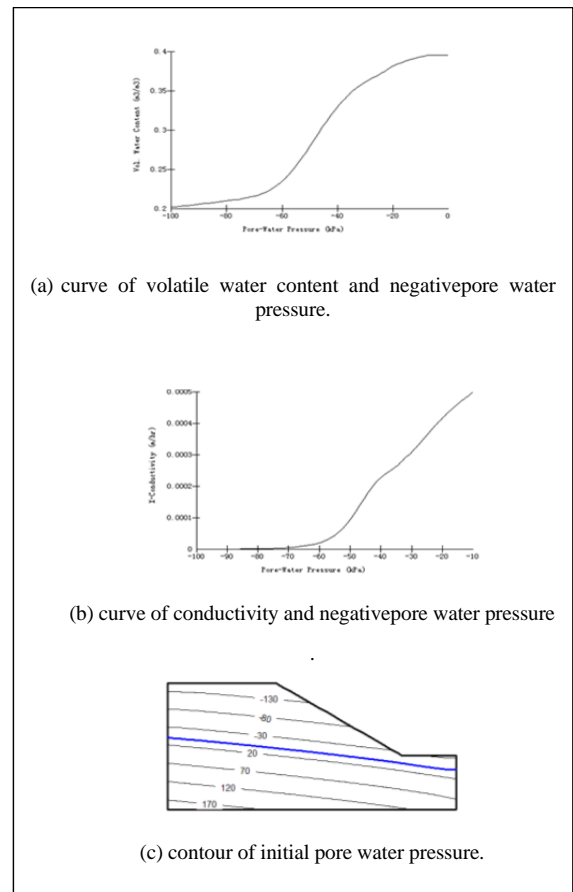 0.4
0.35
0.3
0.25
0.2
Vol. Water Content (m3/m3)
-100 -80 -60 -40 -20 0
Pore-Water Pressure (kPa)
(a) curve of volatile water content and negativepore water
pressure.
0.0005
0.0004
0.0003
0.0002
0.0001
0
X-Conductivity (m/hr)
-100 -90 -80 -70 -60 -50 -40 -30 -20 -10
Pore-Water Pressure (kPa)
(b) curve of conductivity and negativepore water pressure
.
-130
-80
-30
20
70
120
170
(c) contour of initial pore water pressure.